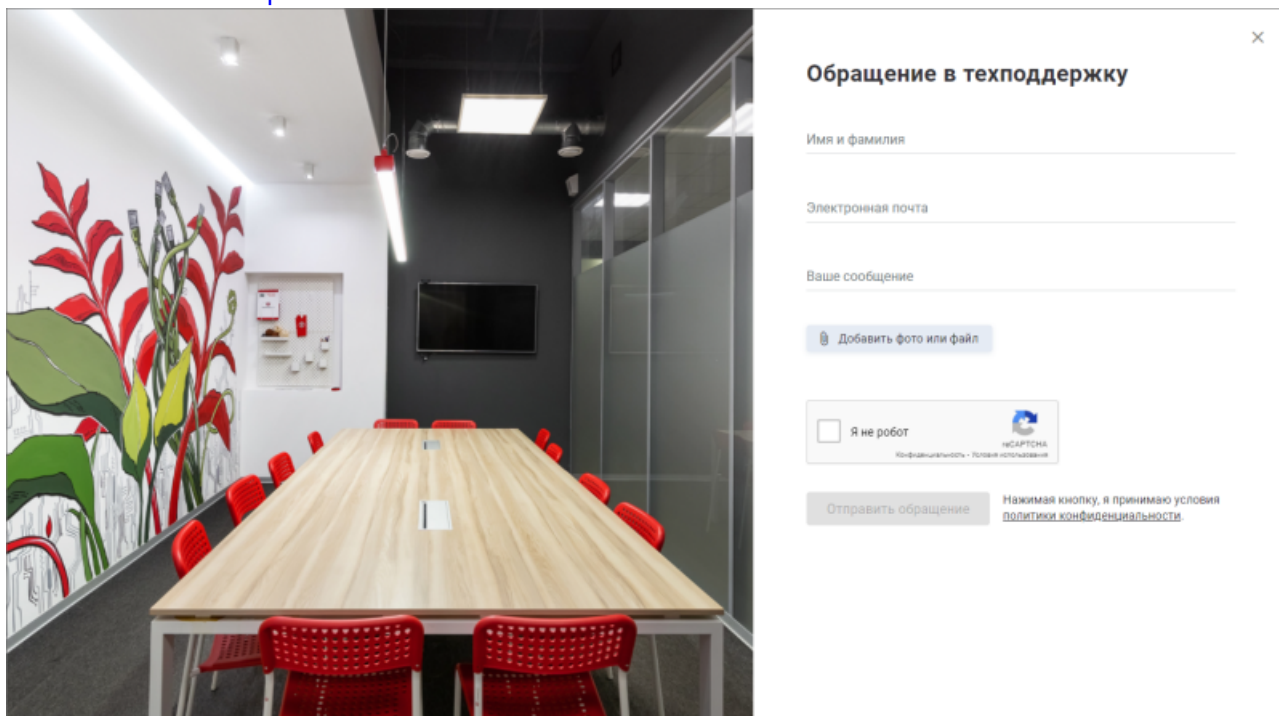 Обращение в техподдержку
Имя и фамилия
Электронная почта
Ваше сообщение
Добавить фото или файл
Я не робот
reCAPTCHA
Конфиденциальность - Условия использования
Отправить обращение
Нажимая кнопку, я принимаю условия
политики конфиденциальности.